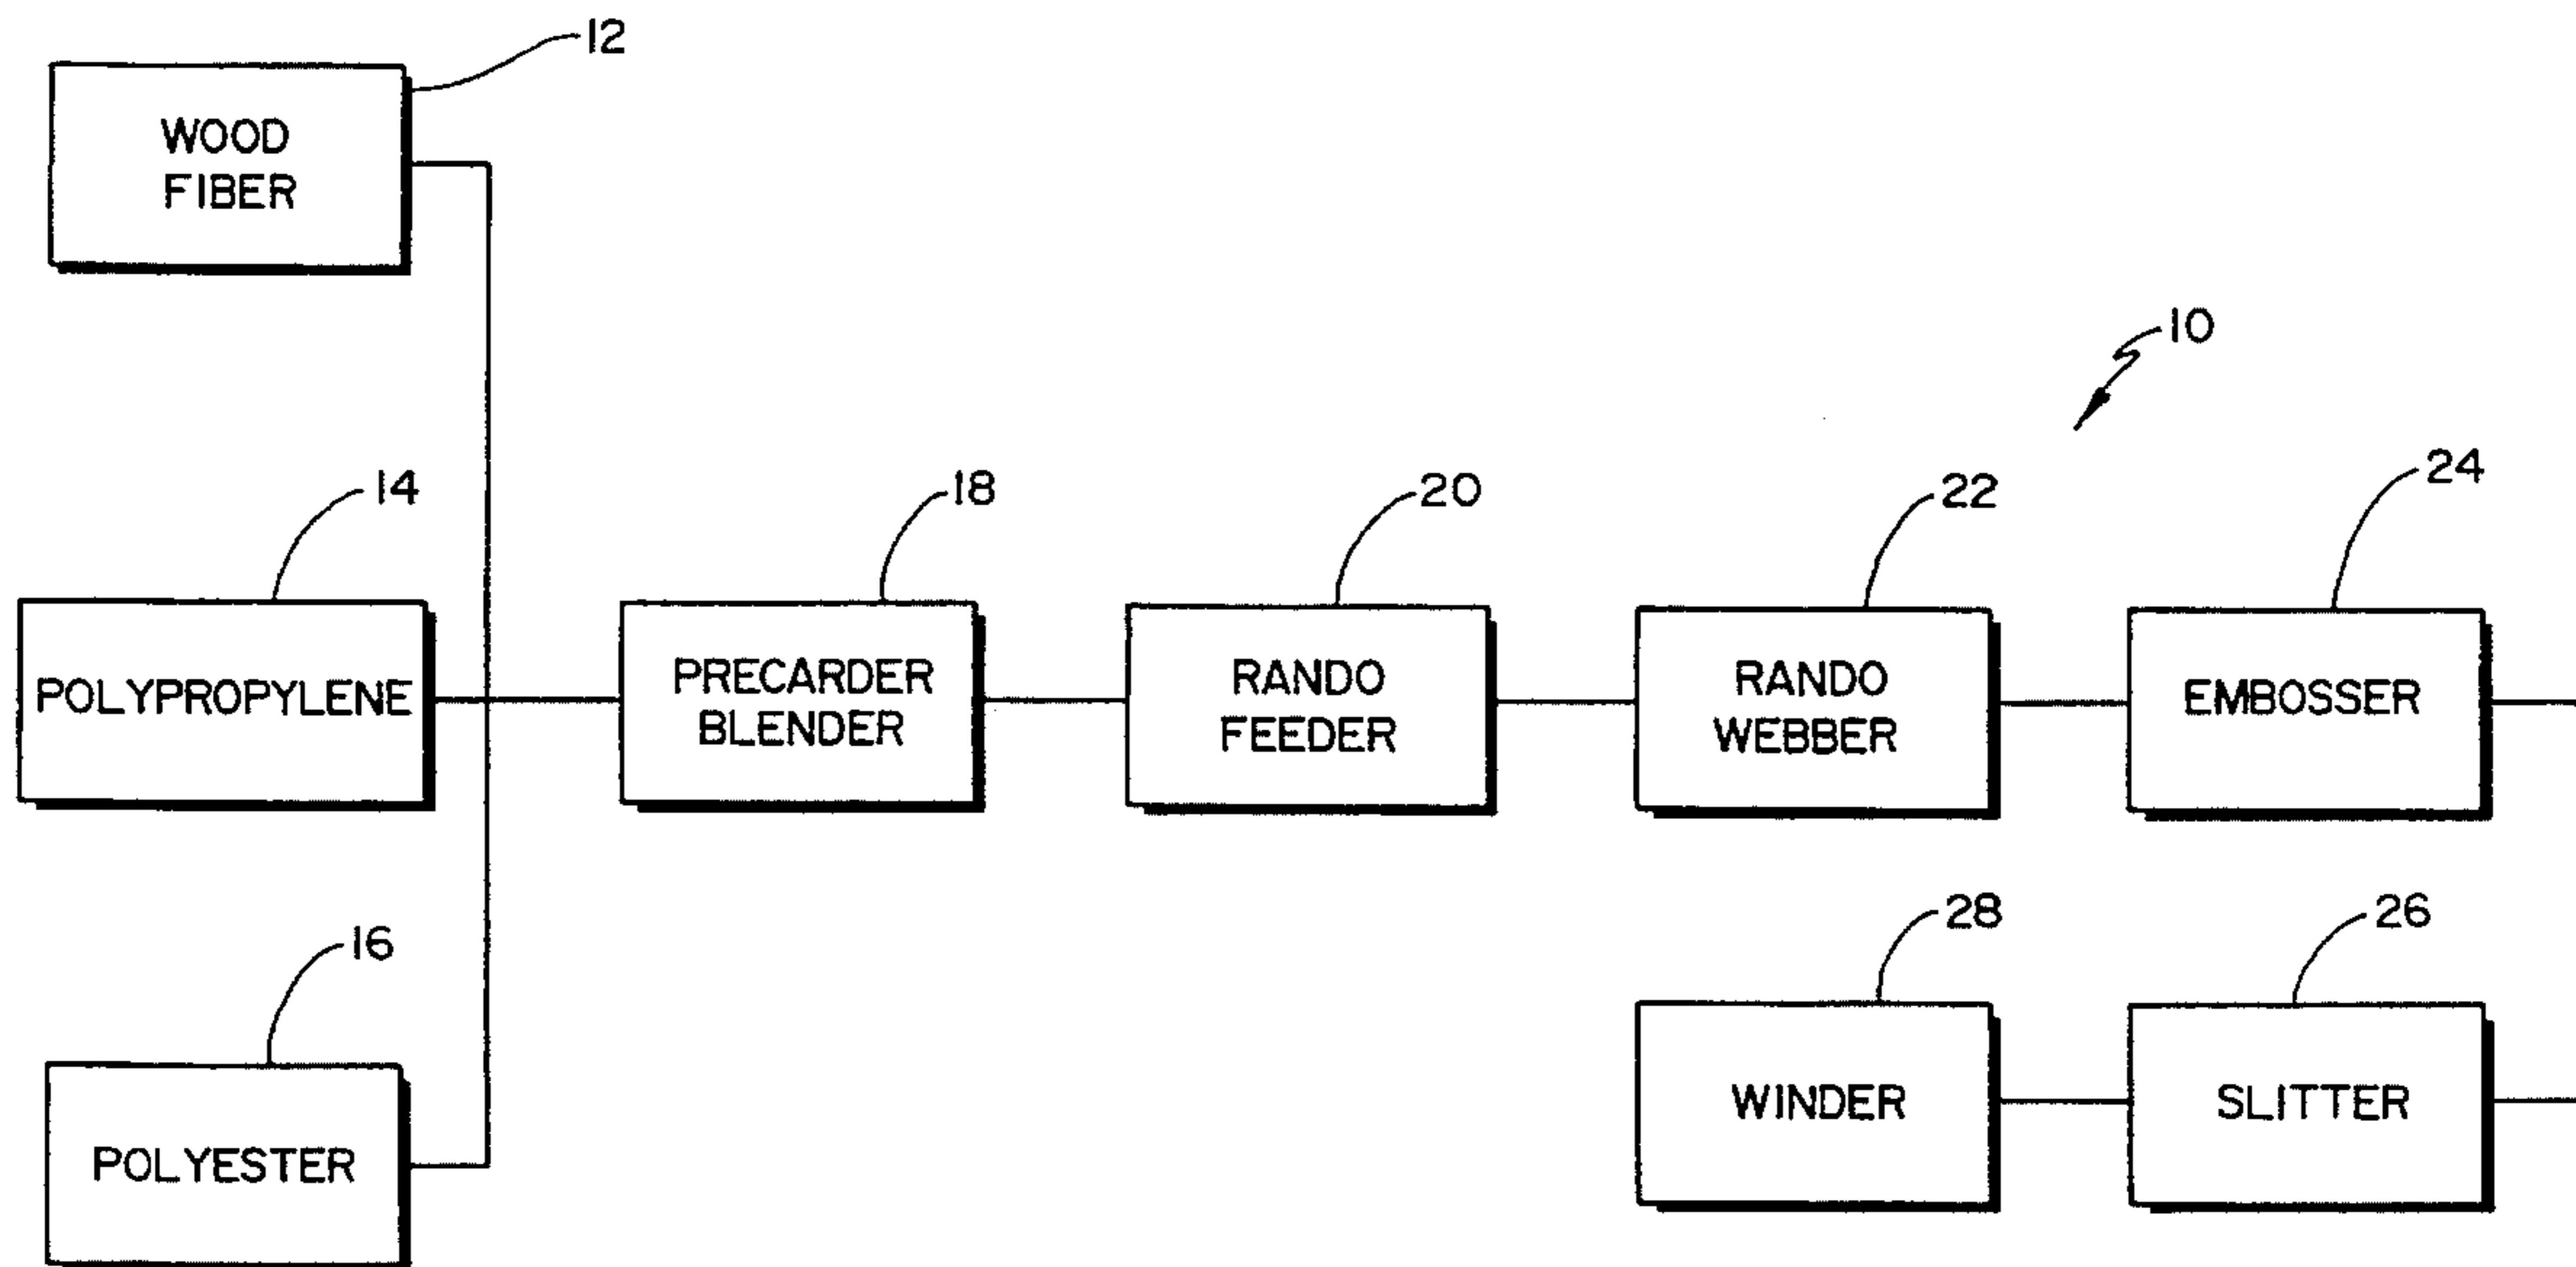 12
WOOD
FIBER
10
14
18
20
22
24
POLYPROPYLENE
PRECARDER
BLENDER
RANDO
FEEDER
RANDO
WEBBER
EMBOSSER
16
28
26
POLYESTER
WINDER
SLITTER